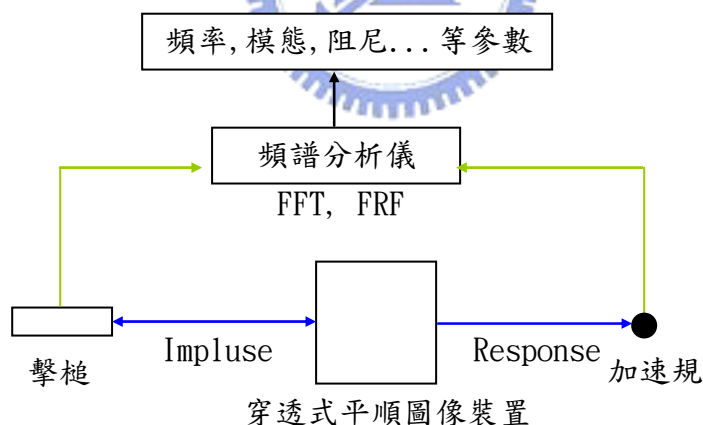 頻率,模態,阻尼...等參數
頻譜分析儀
FFT, FRF
Impluse
Response
擊槌
加速規
穿透式平順圖像裝置